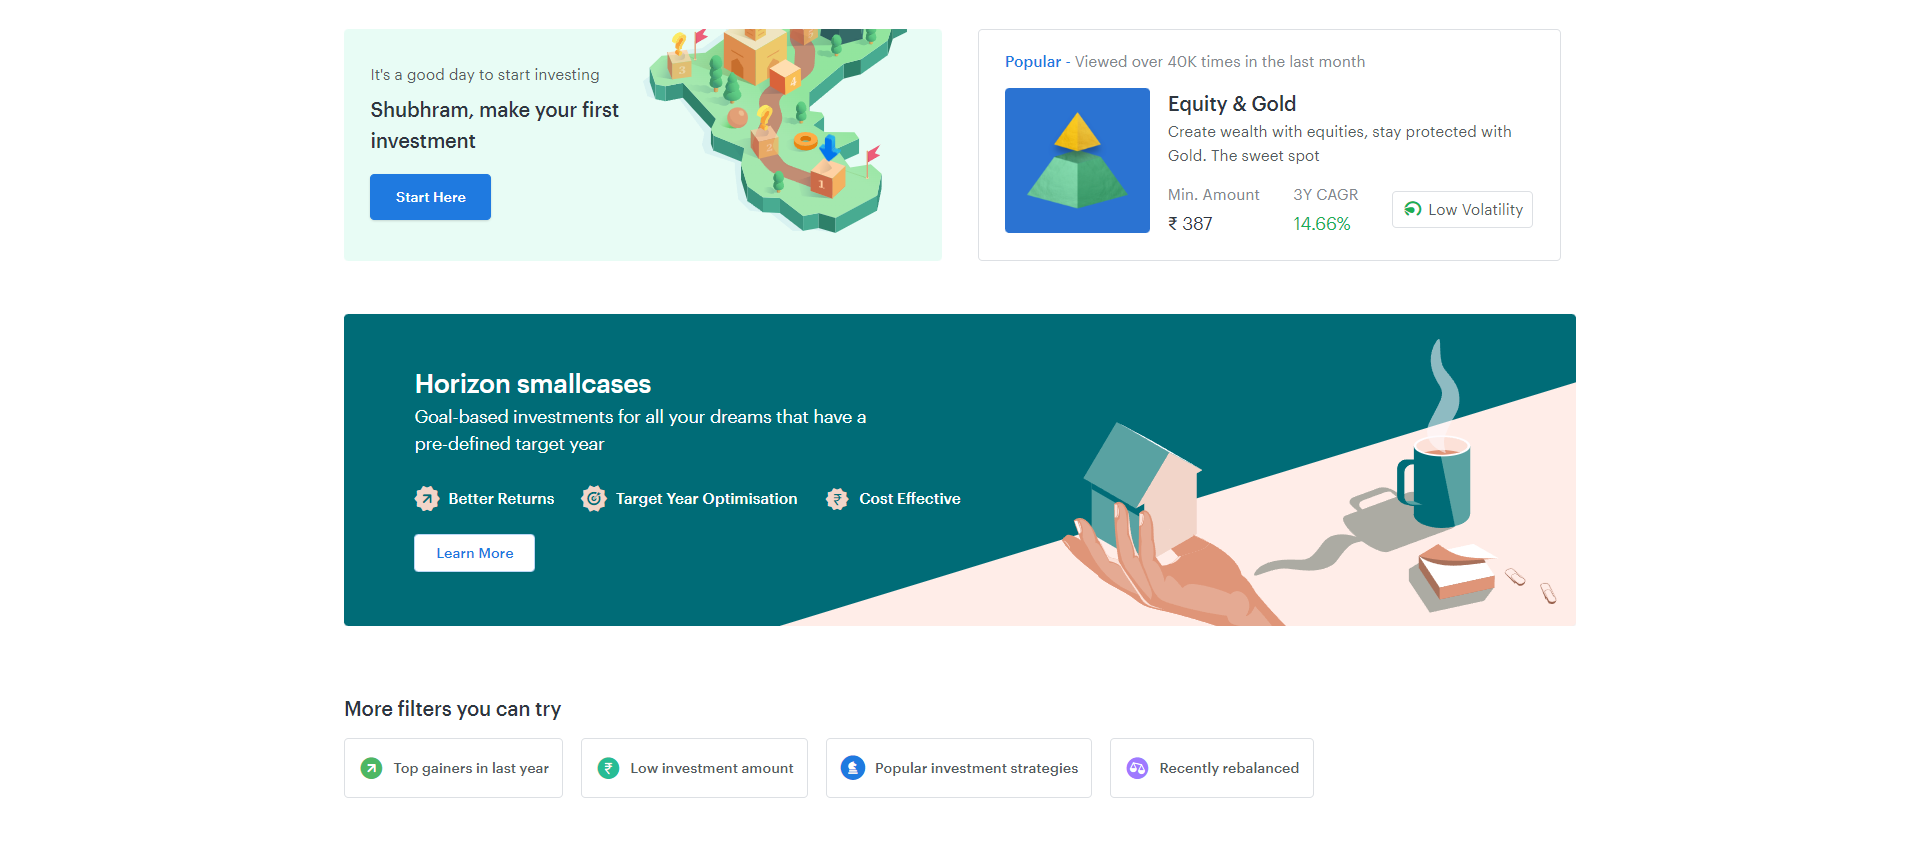 It's a good day to start investing
Shubhram, make your first
investment
Start Here
3
4
2
1
Popular - Viewed over 40K times in the last month
Equity & Gold
Create wealth with equities, stay protected with
Gold. The sweet spot
Min. Amount
3Y CAGR
₹ 387
14.66%
Low Volatility
Horizon smallcases
Goal-based investments for all your dreams that have a
pre-defined target year
Better Returns
Target Year Optimisation
₹
Cost Effective
Learn More
More filters you can try
Top gainers in last year
₹
Low investment amount
Popular investment strategies
Recently rebalanced